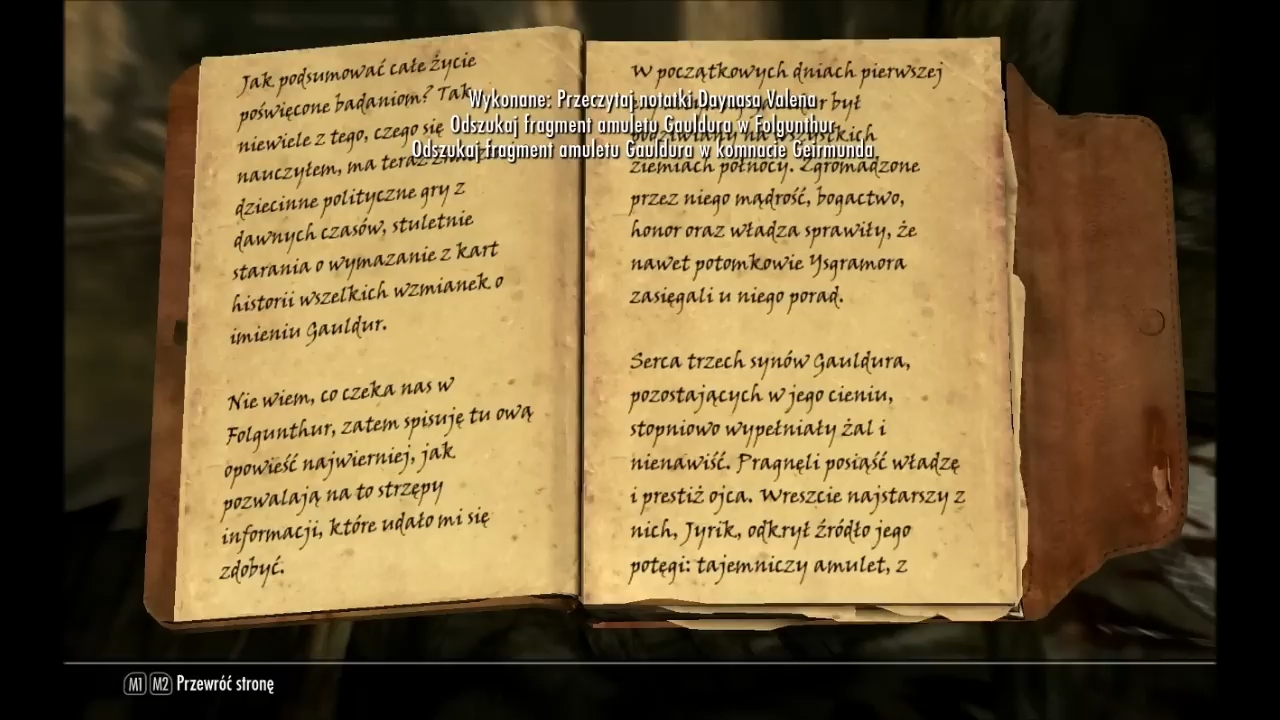 Jak podsumować całe życie
poświęcone badaniom? Tak
niewiele z tego, czego się
nauczyłem, ma teraz
dziecinne polityczne gry z
dawnych czasów, stuletnie
starania o wymazanie z kart
historii wszelkich wzmianek o
imieniu Gauldur.
Nie wiem, co czeka nas w
Folgunthur, zatem spisuję tu ową
opowieść najwierniej, jak
pozwalają na to strzępy
informacji, które udało mi się
zdobyć.
W początkowych dniach pierwszej
był
wszystkich
ziemiach północy. Zgromadzone
przez niego mądrość, bogactwo,
honor oraz władza sprawiły, że
nawet potomkowie Ysgramora
zasięgali u niego porad.
Serca trzech synów Gauldura,
pozostających w jego cieniu,
stopniowo wypełniały żal i
nienawiść. Pragnęli posiąść władzę
i prestiż ojca. Wreszcie najstarszy z
nich, Jyrik, odkrył źródło jego
potęgi: tajemniczy amulet, z
Wykonane: Przeczytaj notatki Daynasa Valena
Odszukaj fragment amuletu Gauldura w Folgunthur
Odszukaj fragment amuletu Gauldura w komnacie Geirmunda
M1 M2 Przewróć stronę